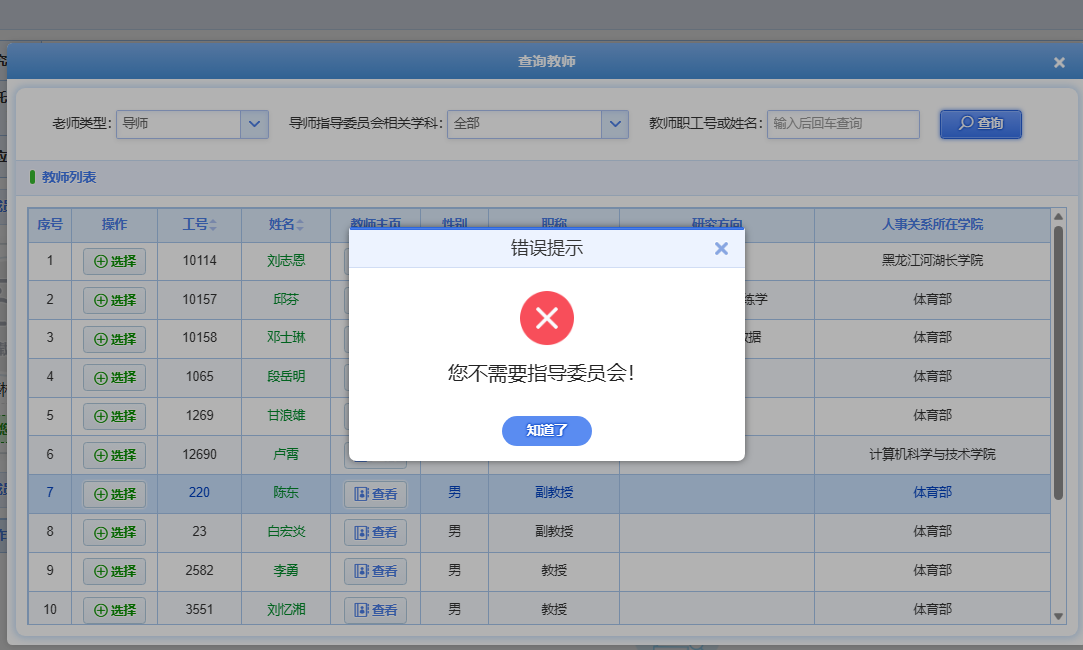 查询教师
老师类型: 导师 导师指导委员会相关学科: 全部 教师职工号或姓名: 输入后回车查询 查询
教师列表
序号 操作 工号 姓名 教师主页 性别 职称 研究方向 人事关系所在学院
1 选择 10114 刘志恩 黑龙江河湖长学院
2 选择 10157 邱芬 练学 体育部
3 选择 10158 邓士琳 数据 体育部
4 选择 1065 段岳明 体育部
5 选择 1269 甘浪雄 体育部
6 选择 12690 卢霄 计算机科学与技术学院
7 选择 220 陈东 查看 男 副教授 体育部
8 选择 23 白宏炎 查看 男 副教授 体育部
9 选择 2582 李勇 查看 男 教授 体育部
10 选择 3551 刘忆湘 查看 男 教授 体育部
错误提示
您不需要指导委员会!
知道了